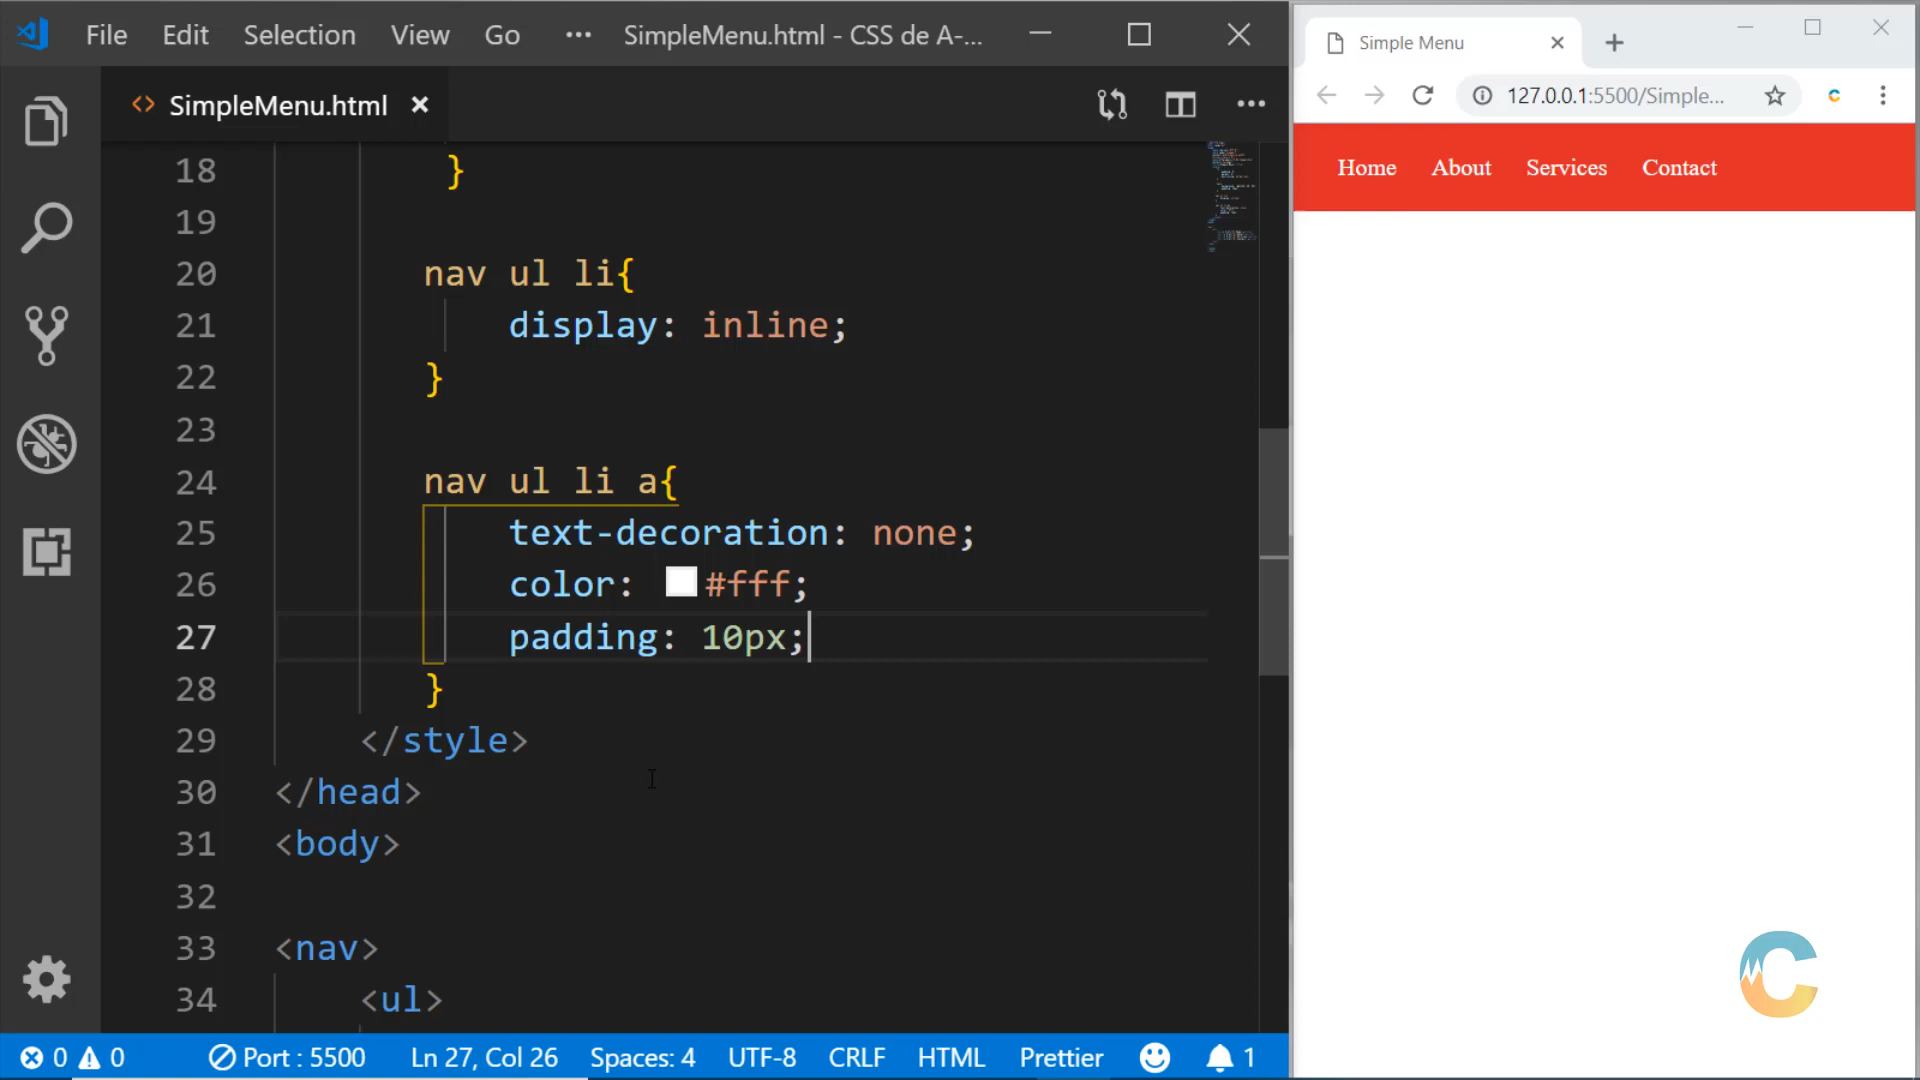 File Edit Selection View Go ··· SimpleMenu.html - CSS de A-...
SimpleMenu.html
18 }
19
20 nav ul li{
21 display: inline;
22 }
23
24 nav ul li a{
25 text-decoration: none;
26 color: #fff;
27 padding: 10px;
28 }
29 </style>
30 </head>
31 <body>
32
33 <nav>
34 <ul>
0 0 Port : 5500 Ln 27, Col 26 Spaces: 4 UTF-8 CRLF HTML Prettier 1
Simple Menu
127.0.0.1:5500/Simple...
Home About Services Contact
C